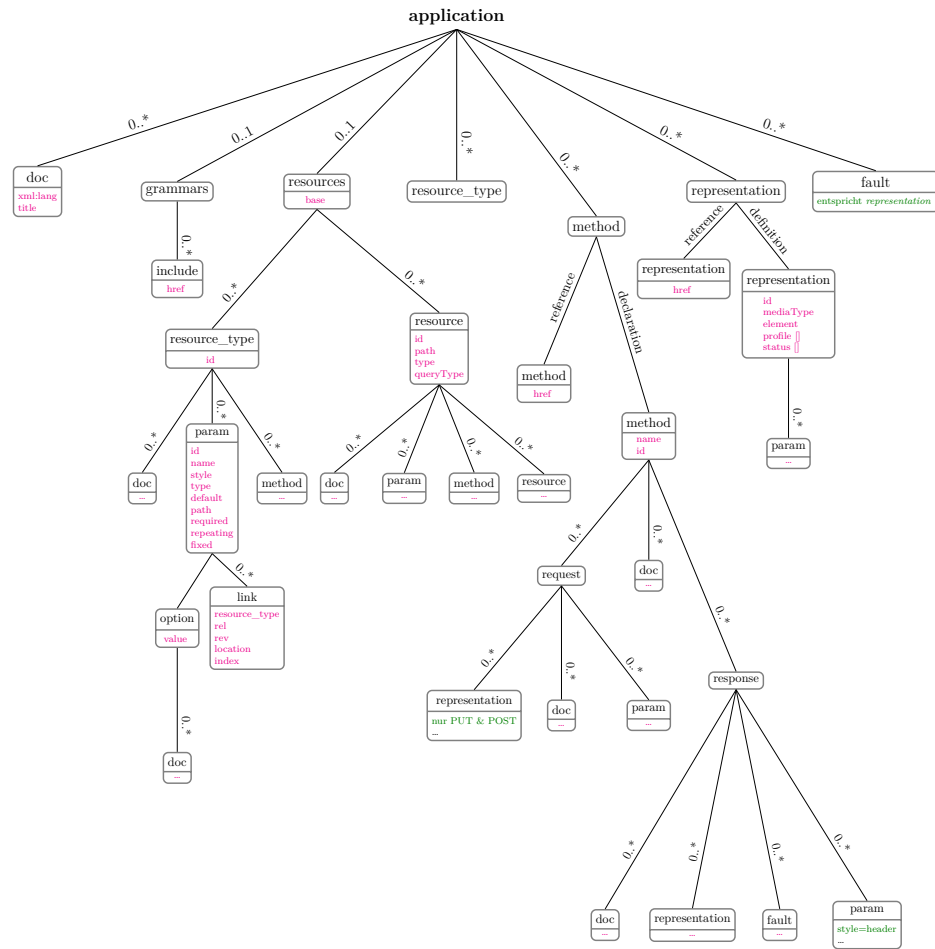 application
0..*
0..1
0..1
0..*
0..*
0..*
0..*
doc
xml:lang
title
grammars
resources
base
resource_type
representation
fault
entspricht representation
method
0..*
include
href
0..*
0..*
reference
declaration
reference
definition
representation
href
representation
id
mediaType
element
profile []
status []
resource_type
id
resource
id
path
type
queryType
method
href
method
name
id
0..*
param
...
0..*
0..*
0..*
doc
...
param
id
name
style
type
default
path
required
repeating
fixed
method
...
0..*
0..*
0..*
0..*
doc
...
param
...
method
...
resource
...
0..*
option
value
link
resource_type
rel
rev
location
index
0..*
doc
...
0..*
0..*
0..*
request
doc
...
response
0..*
0..*
0..*
representation
nur PUT & POST
...
doc
...
param
...
0..*
0..*
0..*
0..*
doc
...
representation
...
fault
...
param
style=header
...